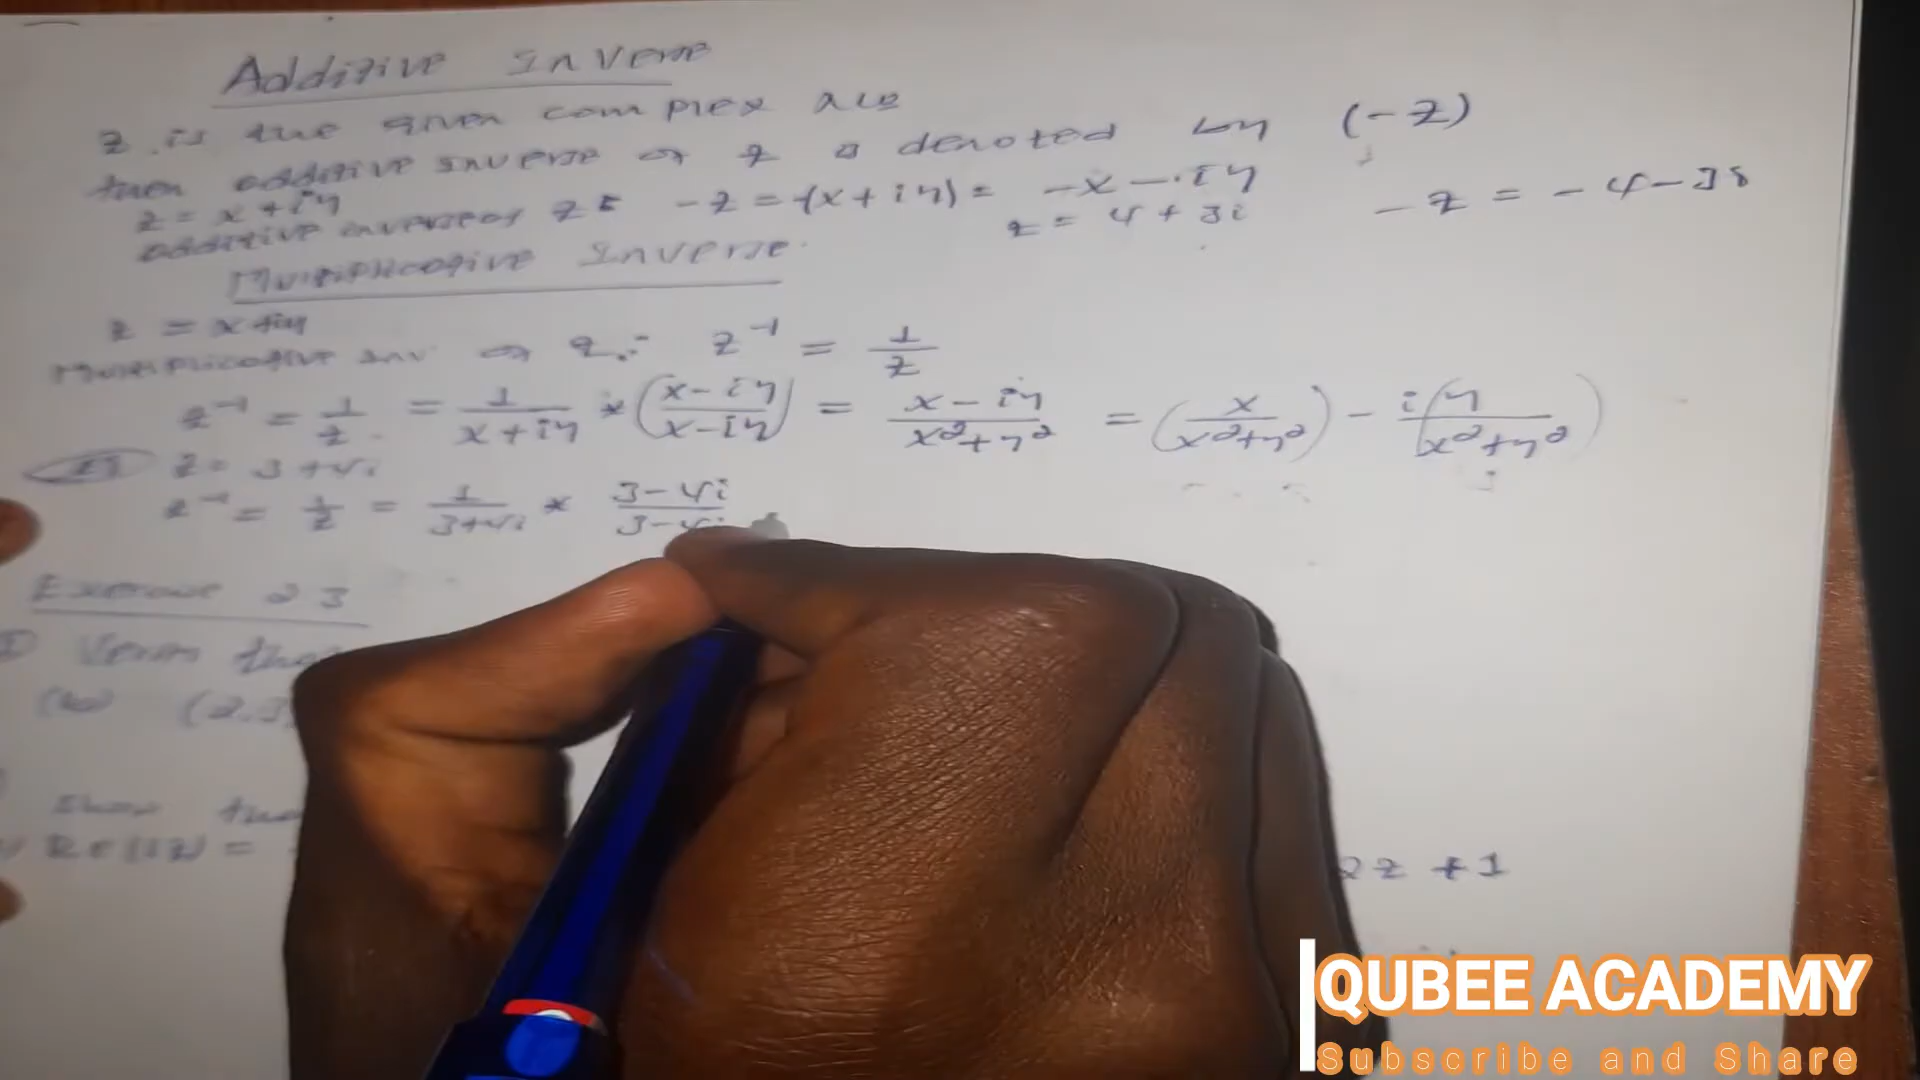 Additive Inverse
z is the given complex no
then additive inverse of z is denoted by (-z)
z = x + iy
additive inverse of z = -z = -(x + iy) = -x - iy
z = 4 + 3i
-z = -4 - 3i
Multiplicative Inverse
z = x + iy
Multiplicative inv of z: z⁻¹ = 1/z
z⁻¹ = 1/z = 1/(x + iy) * ((x - iy)/(x - iy)) = (x - iy)/(x² + y²) = (x/(x² + y²)) - i(y/(x² + y²))
z = 3 + 4i
z⁻¹ = 1/z = 1/(3 + 4i) * (3 - 4i)/(3 - 4i
Exercise 2.3
Show
Re(iz) =
2z + 1
QUBEE ACADEMY
Subscribe and Share